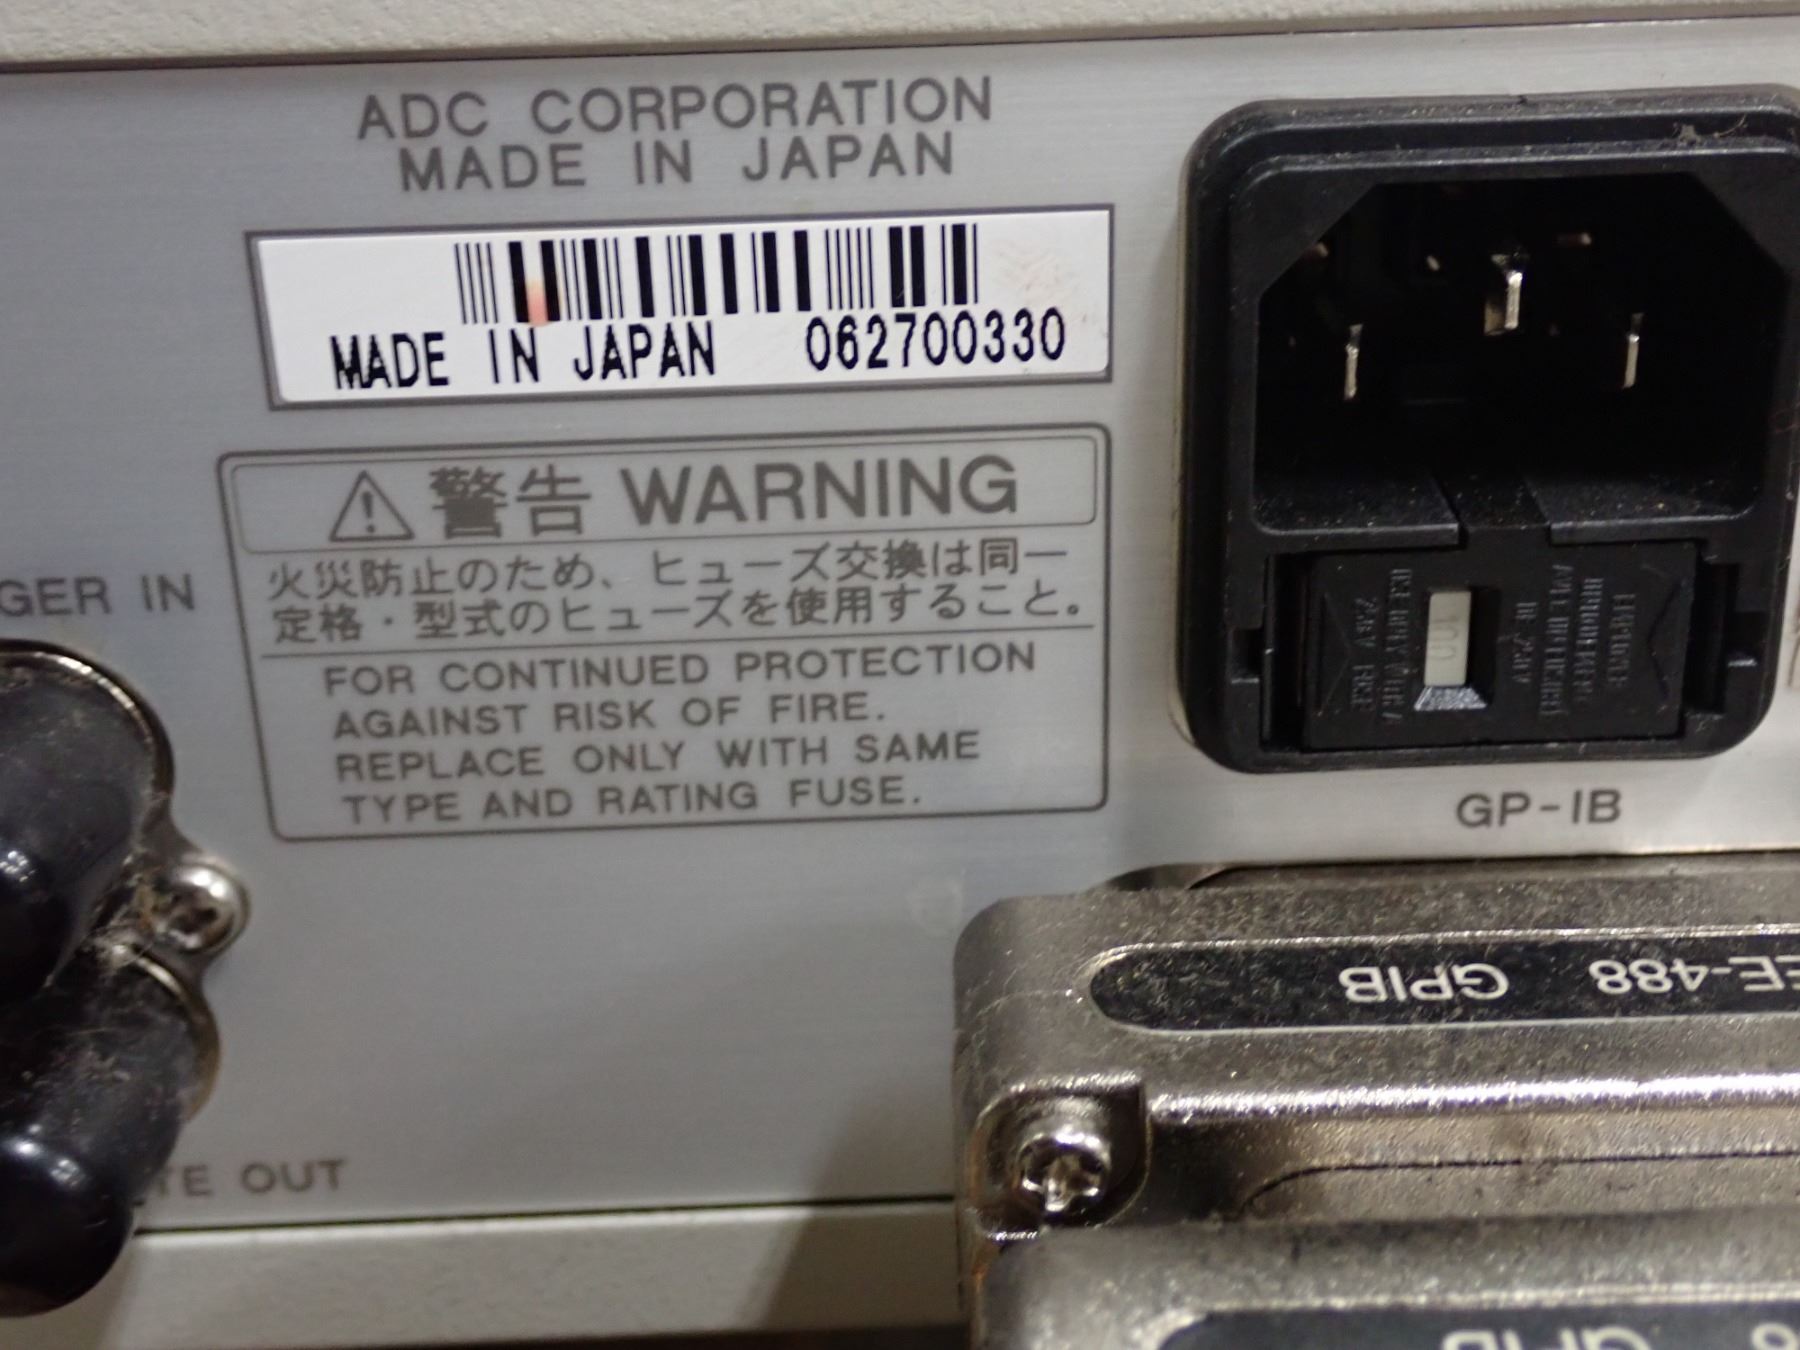 ADC CORPORATION
MADE IN JAPAN
MADE IN JAPAN 062700330
警告 WARNING
火災防止のため、ヒューズ交換は同一
定格・型式のヒューズを使用すること。
FOR CONTINUED PROTECTION
AGAINST RISK OF FIRE.
REPLACE ONLY WITH SAME
TYPE AND RATING FUSE.
GER IN
GP-IB
EE-488 GPIB
TE OUT
8 GPIB